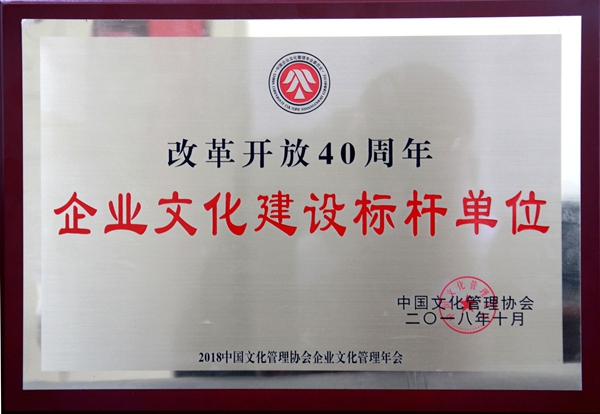 改革开放40周年
企业文化建设标杆单位
中国文化管理协会
二〇一八年十月
2018中国文化管理协会企业文化管理年会